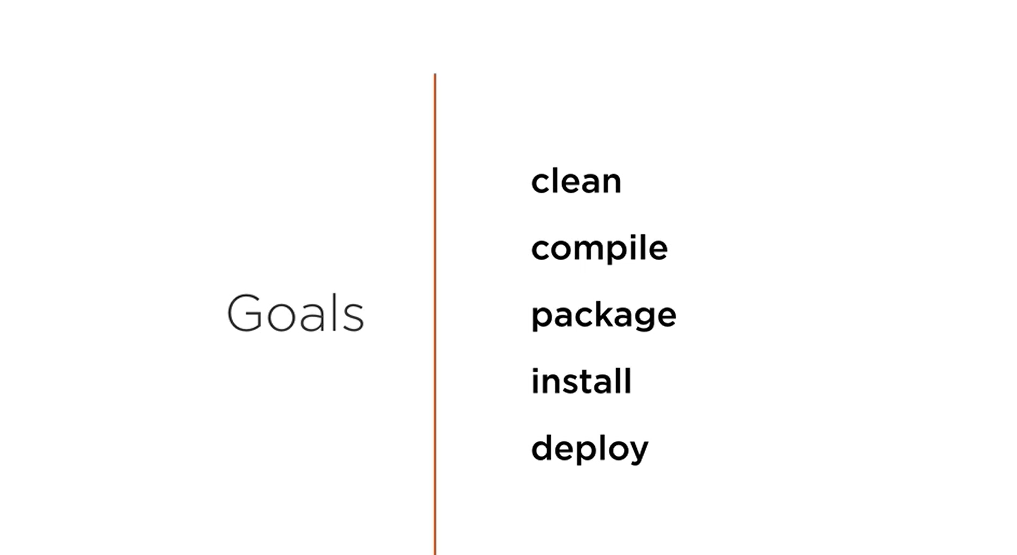 Goals
clean
compile
package
install
deploy